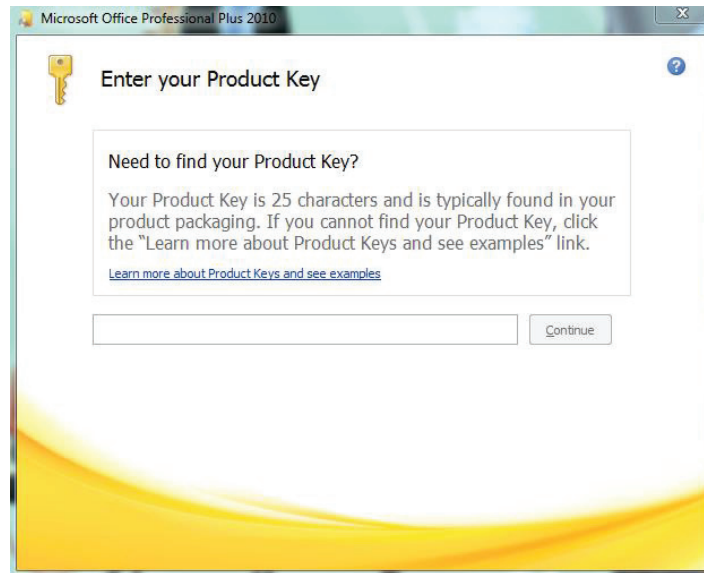 Microsoft Office Professional Plus 2010
Enter your Product Key
Need to find your Product Key?
Your Product Key is 25 characters and is typically found in your
product packaging. If you cannot find your Product Key, click
the “Learn more about Product Keys and see examples” link.
Learn more about Product Keys and see examples
Continue